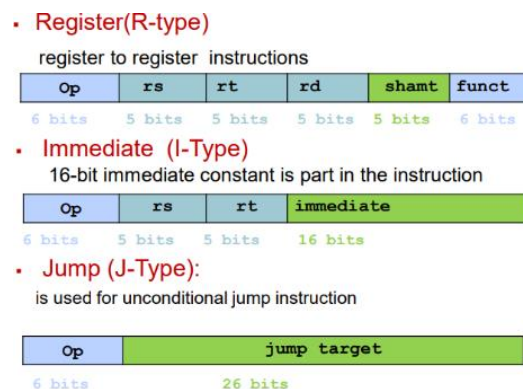 ▪ Register(R-type)
register to register instructions
Op rs rt rd shamt funct
6 bits 5 bits 5 bits 5 bits 5 bits 6 bits
▪ Immediate (I-Type)
16-bit immediate constant is part in the instruction
Op rs rt immediate
6 bits 5 bits 5 bits 16 bits
▪ Jump (J-Type):
is used for unconditional jump instruction
Op jump target
6 bits 26 bits